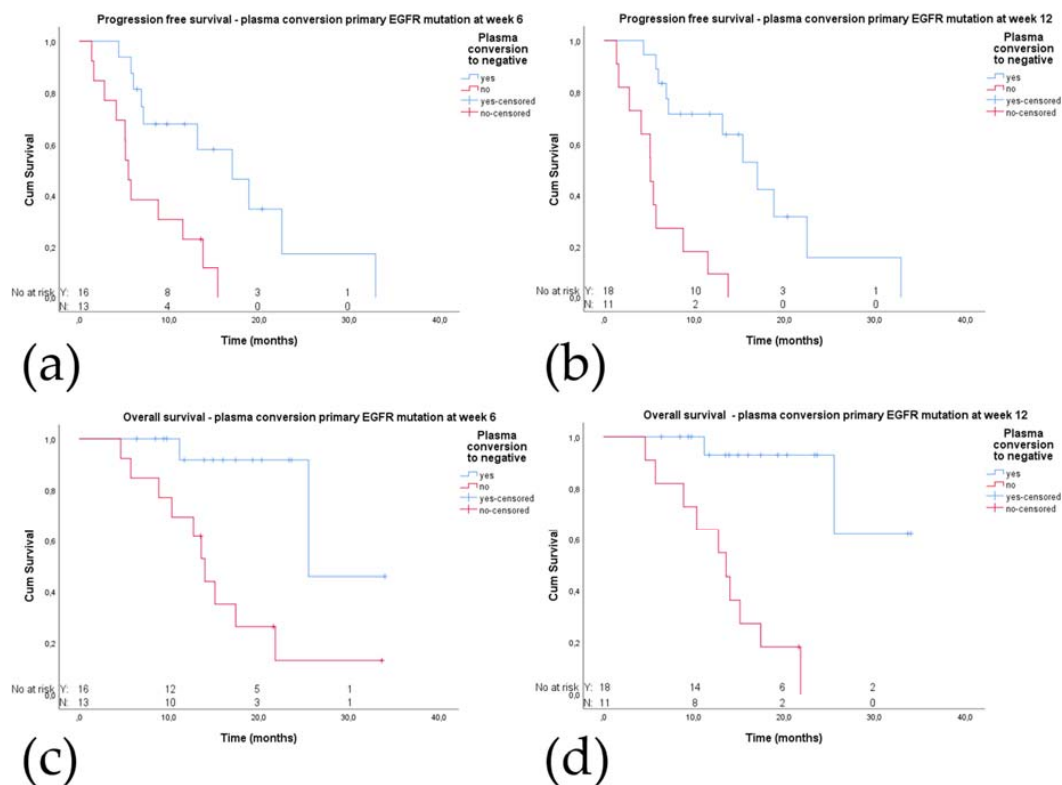 Progression free survival - plasma conversion primary EGFR mutation at week 6
Plasma
conversion
to negative
yes
no
yes-censored
no-censored
Cum Survival
1,0
0,8
0,6
0,4
0,2
0,0
No at risk Y: 16 8 3 1
N: 13 4 0 0
,0 10,0 20,0 30,0 40,0
Time (months)
(a)
Progression free survival - plasma conversion primary EGFR mutation at week 12
Plasma
conversion
to negative
yes
no
yes-censored
no-censored
Cum Survival
1,0
0,8
0,6
0,4
0,2
0,0
No at risk Y: 18 10 3 1
N: 11 2 0 0
,0 10,0 20,0 30,0 40,0
Time (months)
(b)
Overall survival - plasma conversion primary EGFR mutation at week 6
Plasma
conversion
to negative
yes
no
yes-censored
no-censored
Cum Survival
1,0
0,8
0,6
0,4
0,2
0,0
No at risk Y: 16 12 5 1
N: 13 10 3 1
,0 10,0 20,0 30,0 40,0
Time (months)
(c)
Overall survival - plasma conversion primary EGFR mutation at week 12
Plasma
conversion
to negative
yes
no
yes-censored
no-censored
Cum Survival
1,0
0,8
0,6
0,4
0,2
0,0
No at risk Y: 18 14 6 2
N: 11 8 2 0
,0 10,0 20,0 30,0 40,0
Time (months)
(d)